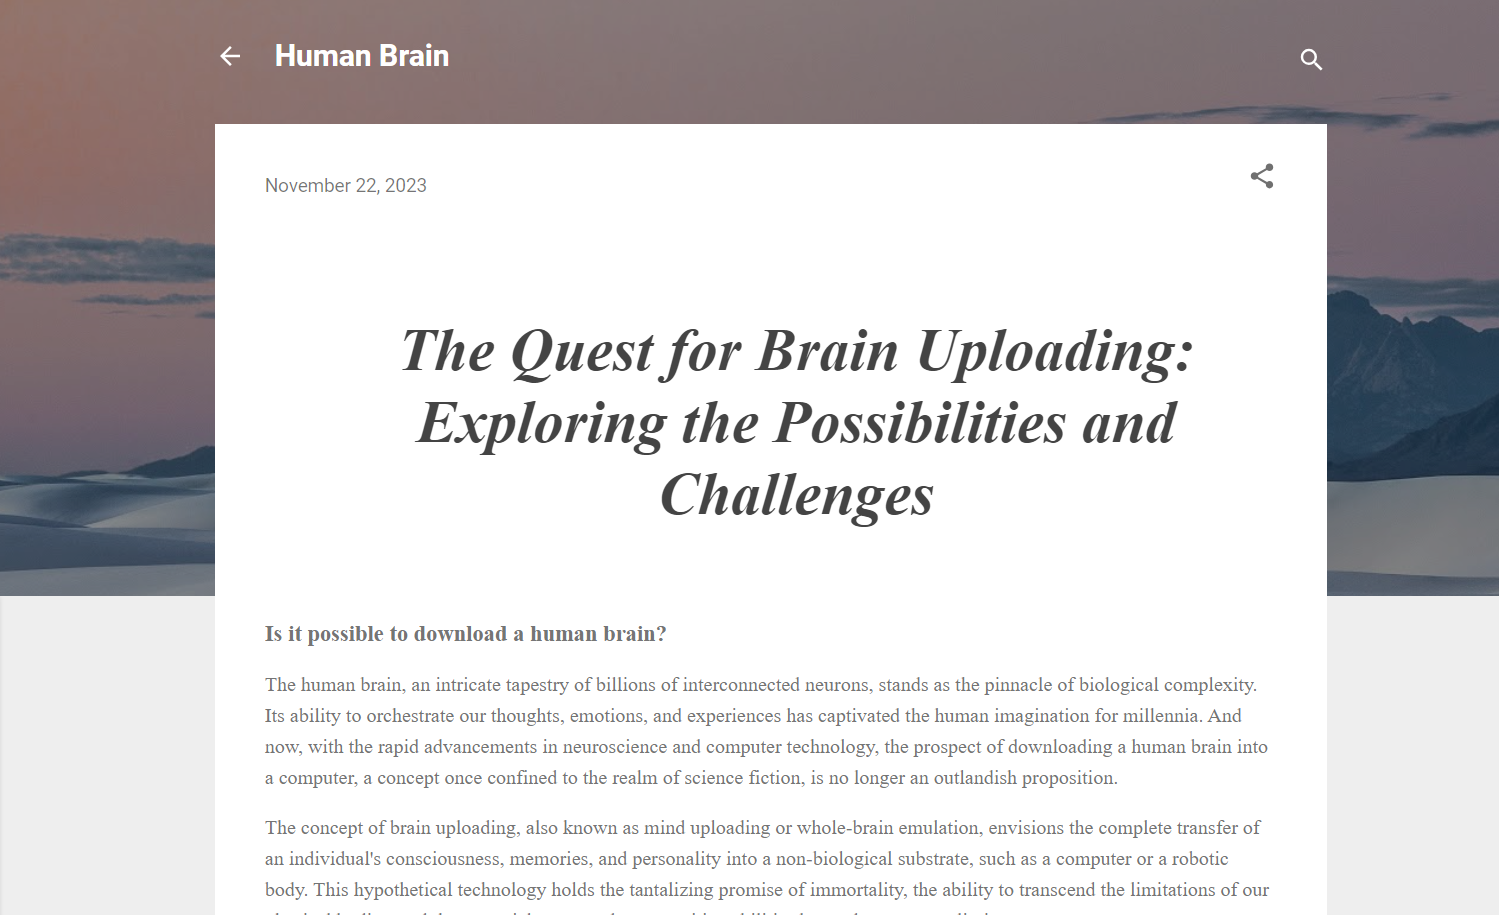 Human Brain
November 22, 2023
The Quest for Brain Uploading:
Exploring the Possibilities and
Challenges
Is it possible to download a human brain?
The human brain, an intricate tapestry of billions of interconnected neurons, stands as the pinnacle of biological complexity.
Its ability to orchestrate our thoughts, emotions, and experiences has captivated the human imagination for millennia. And
now, with the rapid advancements in neuroscience and computer technology, the prospect of downloading a human brain into
a computer, a concept once confined to the realm of science fiction, is no longer an outlandish proposition.
The concept of brain uploading, also known as mind uploading or whole-brain emulation, envisions the complete transfer of
an individual's consciousness, memories, and personality into a non-biological substrate, such as a computer or a robotic
body. This hypothetical technology holds the tantalizing promise of immortality, the ability to transcend the limitations of our